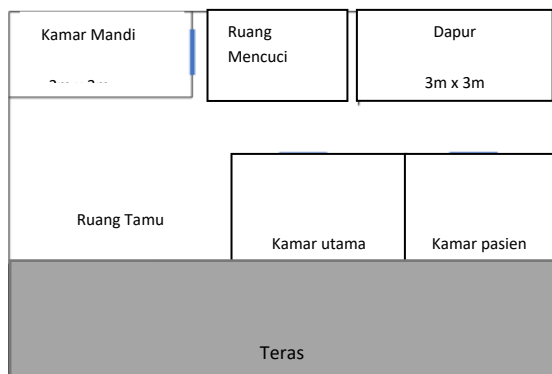 Kamar Mandi
Ruang
Mencuci
Dapur
3m x 3m
Ruang Tamu
Kamar utama
Kamar pasien
Teras